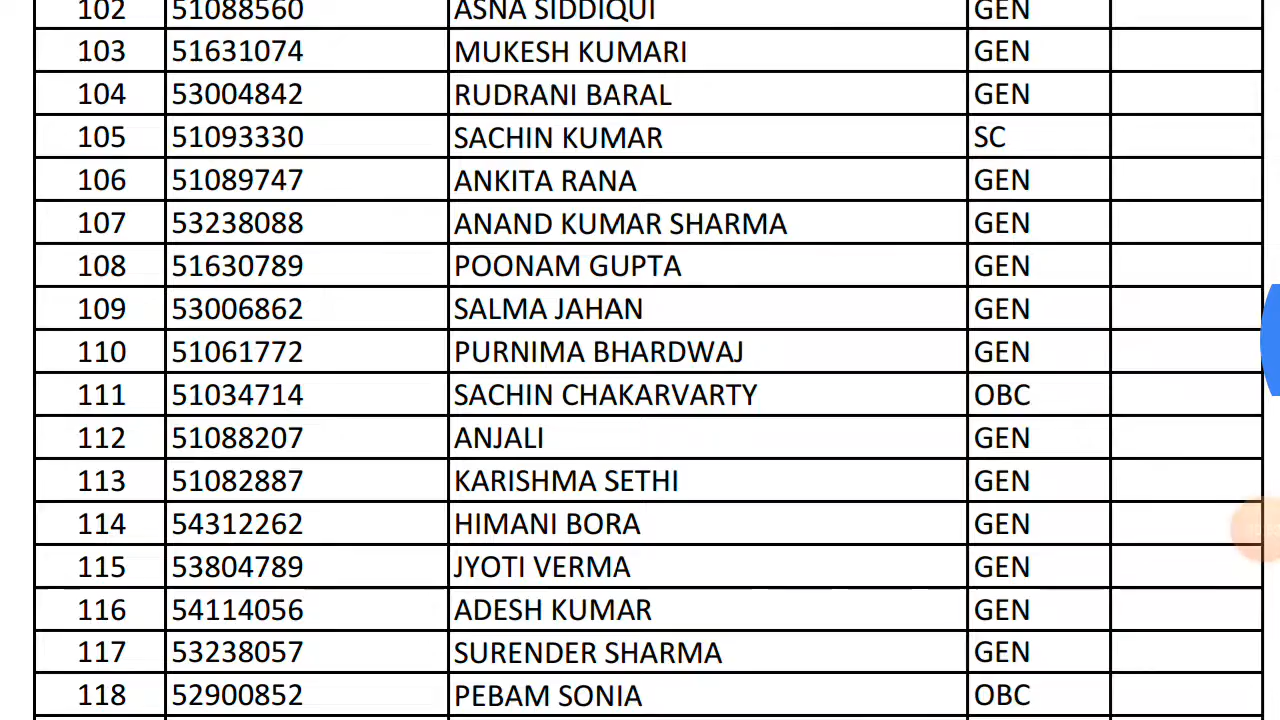 102 51088560 ASNA SIDDIQUI GEN
103 51631074 MUKESH KUMARI GEN
104 53004842 RUDRANI BARAL GEN
105 51093330 SACHIN KUMAR SC
106 51089747 ANKITA RANA GEN
107 53238088 ANAND KUMAR SHARMA GEN
108 51630789 POONAM GUPTA GEN
109 53006862 SALMA JAHAN GEN
110 51061772 PURNIMA BHARDWAJ GEN
111 51034714 SACHIN CHAKARVARTY OBC
112 51088207 ANJALI GEN
113 51082887 KARISHMA SETHI GEN
114 54312262 HIMANI BORA GEN
115 53804789 JYOTI VERMA GEN
116 54114056 ADESH KUMAR GEN
117 53238057 SURENDER SHARMA GEN
118 52900852 PEBAM SONIA OBC